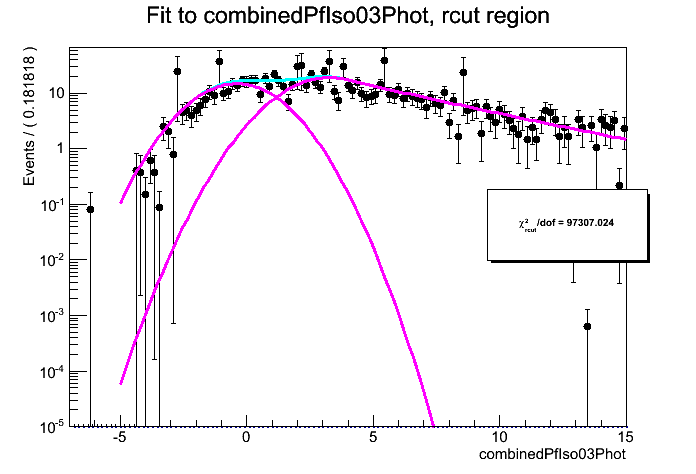 Fit to combinedPfIso03Phot, rcut region
Events / ( 0.181818 )
10
1
10⁻¹
10⁻²
10⁻³
10⁻⁴
10⁻⁵
χ²rcut/dof = 97307.024
-5 0 5 10 15
combinedPfIso03Phot